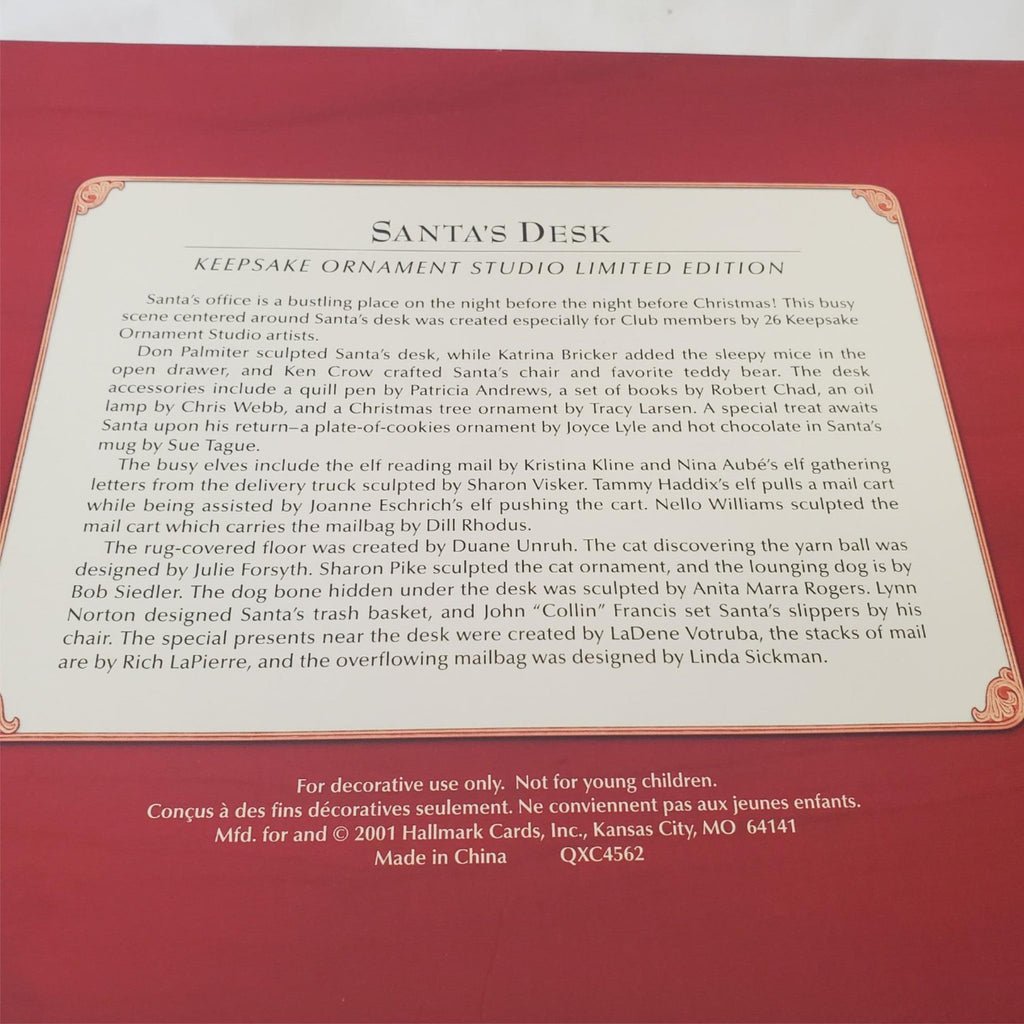 SANTA'S DESK
KEEPSAKE ORNAMENT STUDIO LIMITED EDITION
Santa's office is a bustling place on the night before the night before Christmas! This busy
scene centered around Santa's desk was created especially for Club members by 26 Keepsake
Ornament Studio artists.
Don Palmiter sculpted Santa's desk, while Katrina Bricker added the sleepy mice in the
open drawer, and Ken Crow crafted Santa's chair and favorite teddy bear. The desk
accessories include a quill pen by Patricia Andrews, a set of books by Robert Chad, an oil
lamp by Chris Webb, and a Christmas tree ornament by Tracy Larsen. A special treat awaits
Santa upon his return–a plate-of-cookies ornament by Joyce Lyle and hot chocolate in Santa's
mug by Sue Tague.
The busy elves include the elf reading mail by Kristina Kline and Nina Aubé's elf gathering
letters from the delivery truck sculpted by Sharon Visker. Tammy Haddix's elf pulls a mail cart
while being assisted by Joanne Eschrich's elf pushing the cart. Nello Williams sculpted the
mail cart which carries the mailbag by Dill Rhodus.
The rug-covered floor was created by Duane Unruh. The cat discovering the yarn ball was
designed by Julie Forsyth. Sharon Pike sculpted the cat ornament, and the lounging dog is by
Bob Siedler. The dog bone hidden under the desk was sculpted by Anita Marra Rogers. Lynn
Norton designed Santa's trash basket, and John "Collin" Francis set Santa's slippers by his
chair. The special presents near the desk were created by LaDene Votruba, the stacks of mail
are by Rich LaPierre, and the overflowing mailbag was designed by Linda Sickman.
For decorative use only. Not for young children.
Conçus à des fins décoratives seulement. Ne conviennent pas aux jeunes enfants.
Mfd. for and © 2001 Hallmark Cards, Inc., Kansas City, MO 64141
Made in China QXC4562